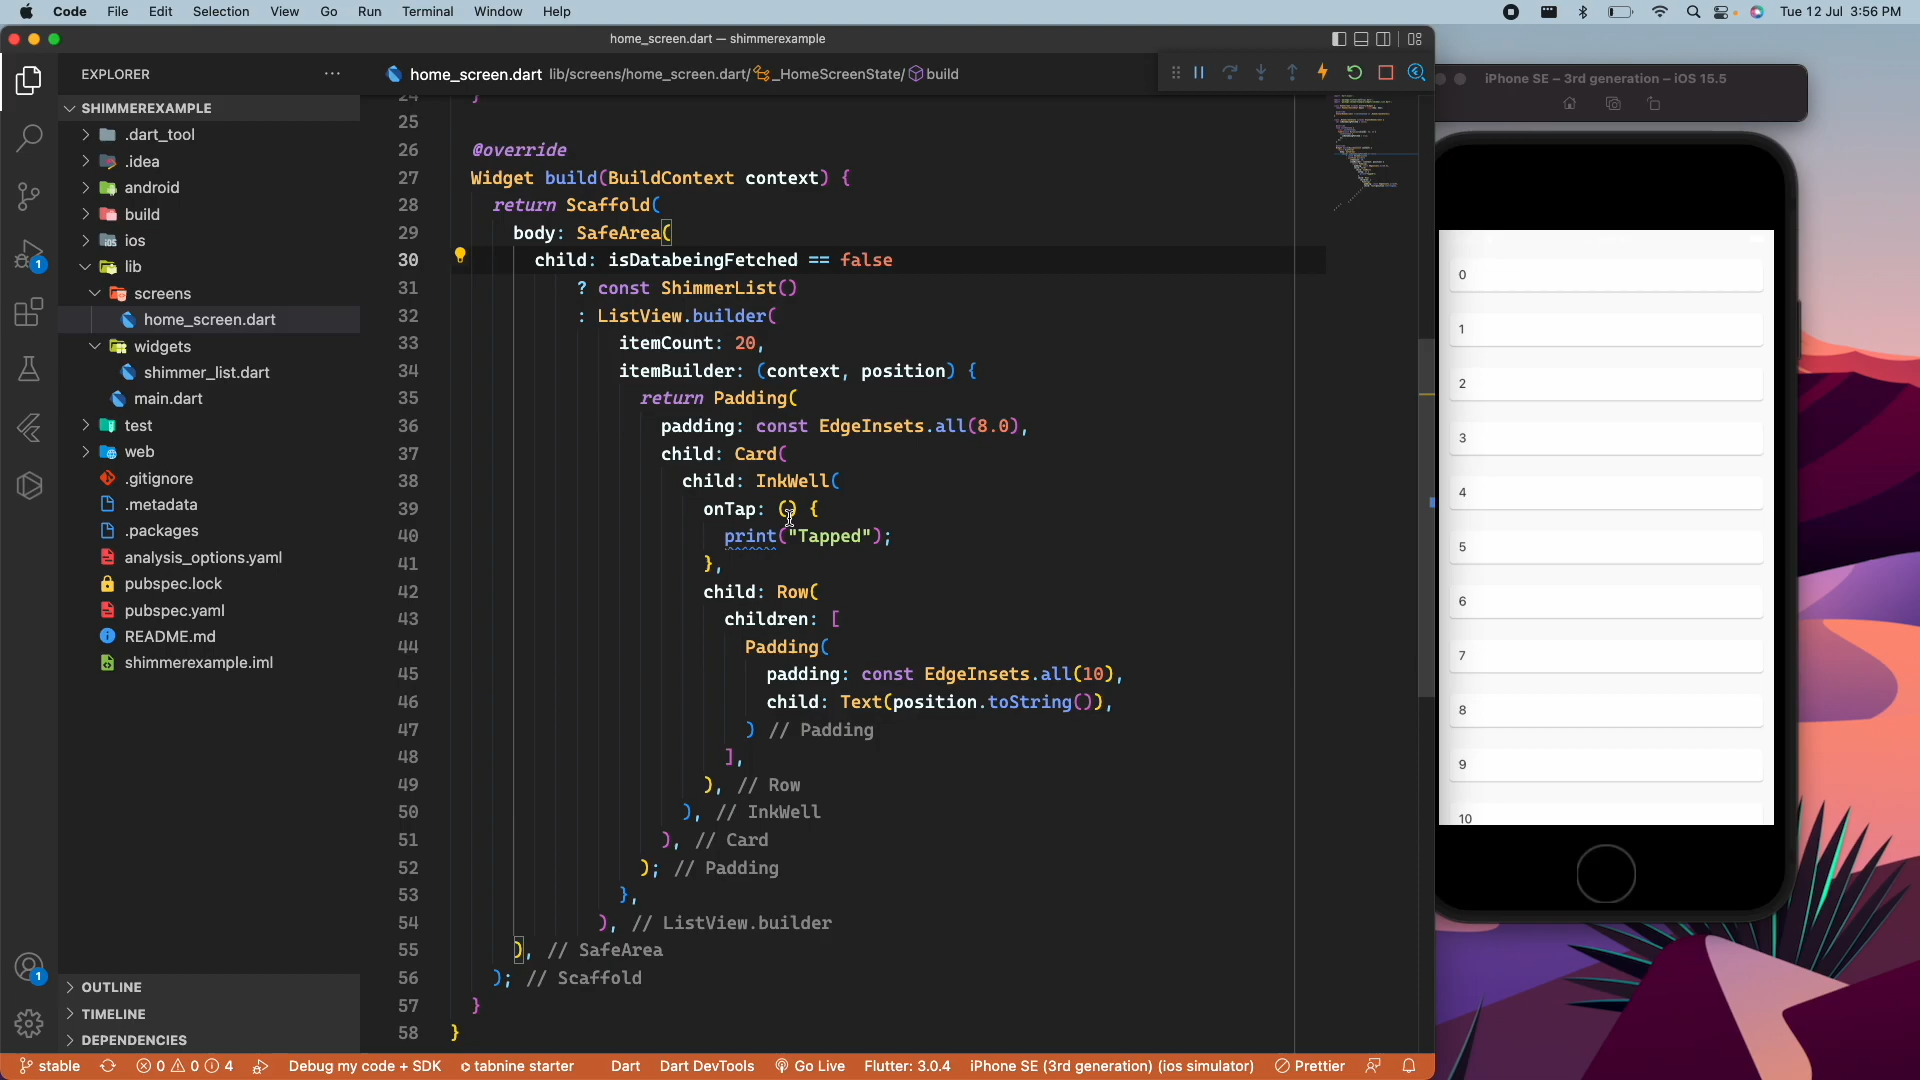 Code File Edit Selection View Go Run Terminal Window Help Tue 12 Jul 3:56 PM
home_screen.dart — shimmerexample
EXPLORER ···
SHIMMEREXAMPLE
.dart_tool
.idea
android
build
ios
lib
screens
home_screen.dart
widgets
shimmer_list.dart
main.dart
test
web
.gitignore
.metadata
.packages
analysis_options.yaml
pubspec.lock
pubspec.yaml
README.md
shimmerexample.iml
OUTLINE
TIMELINE
DEPENDENCIES
1
1
home_screen.dart lib/screens/home_screen.dart/ _HomeScreenState/ build
24 }
25
26 @override
27 Widget build(BuildContext context) {
28 return Scaffold(
29 body: SafeArea(
30 child: isDatabeingFetched == false
31 ? const ShimmerList()
32 : ListView.builder(
33 itemCount: 20,
34 itemBuilder: (context, position) {
35 return Padding(
36 padding: const EdgeInsets.all(8.0),
37 child: Card(
38 child: InkWell(
39 onTap: () {
40 print("Tapped");
41 },
42 child: Row(
43 children: [
44 Padding(
45 padding: const EdgeInsets.all(10),
46 child: Text(position.toString()),
47 ) // Padding
48 ],
49 ), // Row
50 ), // InkWell
51 ), // Card
52 ); // Padding
53 },
54 ), // ListView.builder
55 ), // SafeArea
56 ); // Scaffold
57 }
58 }
iPhone SE – 3rd generation – iOS 15.5
0
1
2
3
4
5
6
7
8
9
10
stable 0 0 4 Debug my code + SDK tabnine starter Dart Dart DevTools Go Live Flutter: 3.0.4 iPhone SE (3rd generation) (ios simulator) Prettier